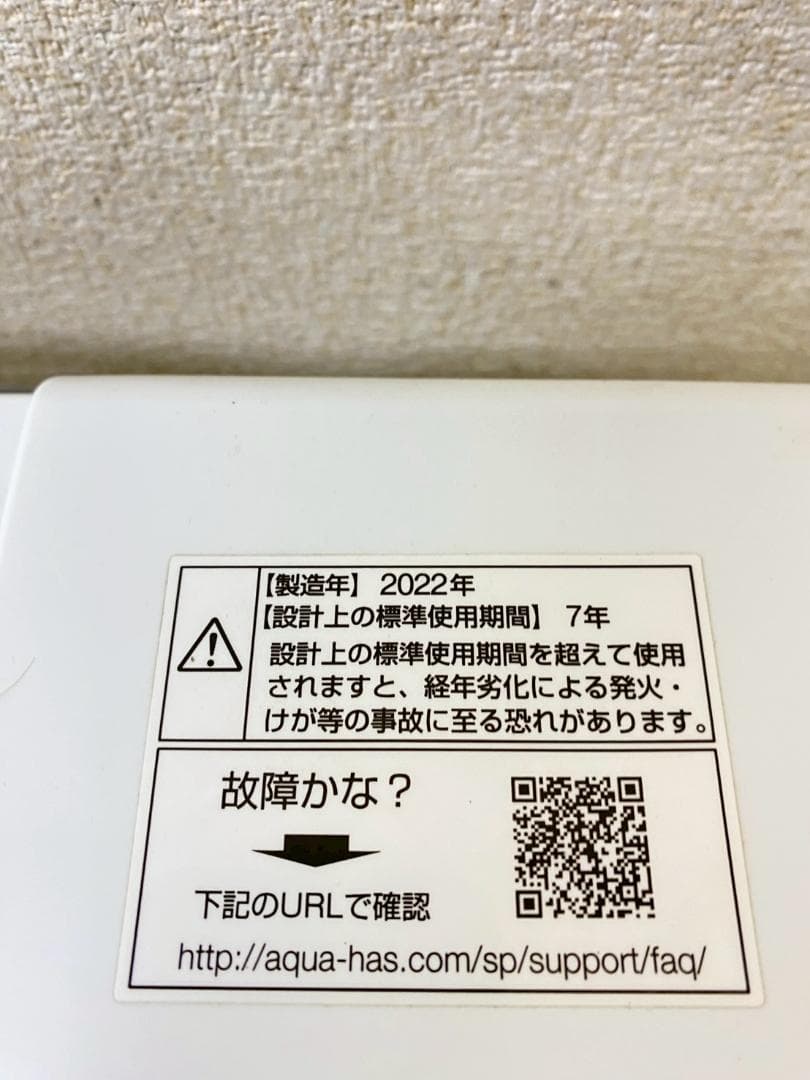 【製造年】 2022年
【設計上の標準使用期間】 7年
設計上の標準使用期間を超えて使用
されますと、経年劣化による発火・
けが等の事故に至る恐れがあります。
故障かな？
下記のURLで確認
http://aqua-has.com/sp/support/faq/